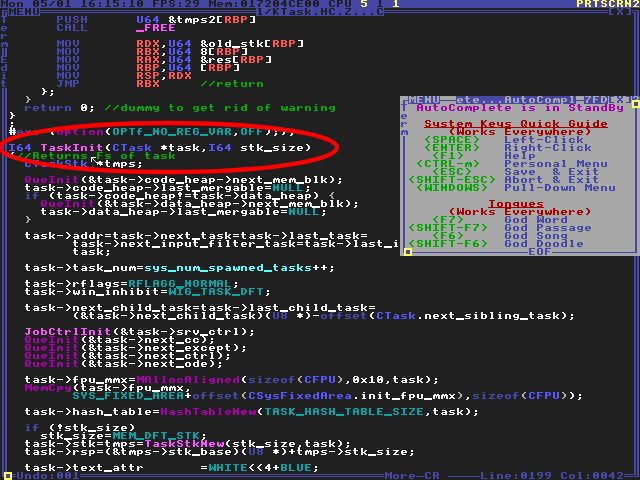 Mon 05/01 16:15:10 FPS:29 Mem:017204CE00 CPU 5 1 1 PRTSCRN2
MENU KTask.HC.Z...C [X]
PUSH U64 &tmps2[RBP]
CALL _FREE
MOV RDX,U64 &old_stk[RBP]
MOV U64 8[RBP]
MOV U64 &res[RBP]
MOV RBP,U64 [RBP]
MOV RSP,RDX
JMP RBX //return
};
}
return 0; //dummy to get rid of warning
}
;
(Option(OPTf_NO_REG_VAR,OFF););
I64 TaskInit(CTask *task,I64 stk_size)
//Returns Fs of task
CTaskStk *tmps;
QueInit(&task->code_heap->next_mem_blk);
task->code_heap->last_mergable=NULL;
if (task->code_heap!=task->data_heap) {
QueInit(&task->data_heap->next_mem_blk);
task->data_heap->last_mergable=NULL;
}
task->addr=task->next_task=task->last_task=
task->next_input_filter_task=task->last_i
task;
task->task_num=sys_num_spawned_tasks++;
task->rflags=RFLAGG_NORMAL;
task->win_inhibit=WIG_TASK_DFT;
task->next_child_task=task->last_child_task=
(&task->next_child_task)(U8 *)-offset(CTask.next_sibling_task);
JobCtrlInit(&task->srv_ctrl);
QueInit(&task->next_cc);
QueInit(&task->next_except);
QueInit(&task->next_ctrl);
QueInit(&task->next_ode);
task->fpu_mmx=MAllocAligned(sizeof(CFPU),0x10,task);
MemCpy(task->fpu_mmx,
SYS_FIXED_AREA+offset(CSysFixedArea.init_fpu_mmx),sizeof(CFPU));
task->hash_table=HashTableNew(TASK_HASH_TABLE_SIZE,task);
if (!stk_size)
stk_size=MEM_DFT_STK;
task->stk=tmps=TaskStkNew(stk_size,task);
task->rsp=(&tmps->stk_base)(U8 *)+tmps->stk_size;
task->text_attr =WHITE<<4+BLUE;
Undo:001 More-CR Line:0199 Col:0042
MENU ete...AutoCompl 7FD[X]
AutoComplete is in StandBy
System Keys Quick Guide
(Works Everywhere)
<SPACE> Left-Click
<ENTER> Right-Click
<F1> Help
<CTRL-m> Personal Menu
<ESC> Save & Exit
<SHIFT-ESC> Abort & Exit
<WINDOWS> Pull-Down Menu
Tongues
(Works Everywhere)
<F7> God Word
<SHIFT-F7> God Passage
<F6> God Song
<SHIFT-F6> God Doodle
EOF